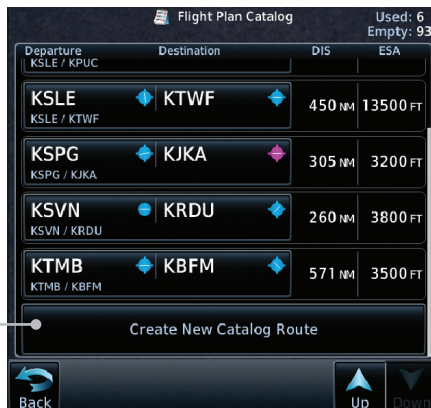 Flight Plan Catalog
Used: 6
Empty: 93
Departure Destination DIS ESA
KSLE / KPUC
KSLE KTWF 450 NM 13500 FT
KSLE / KTWF
KSPG KJKA 305 NM 3200 FT
KSPG / KJKA
KSVN KRDU 260 NM 3800 FT
KSVN / KRDU
KTMB KBFM 571 NM 3500 FT
KTMB / KBFM
Create New Catalog Route
Back Up Down